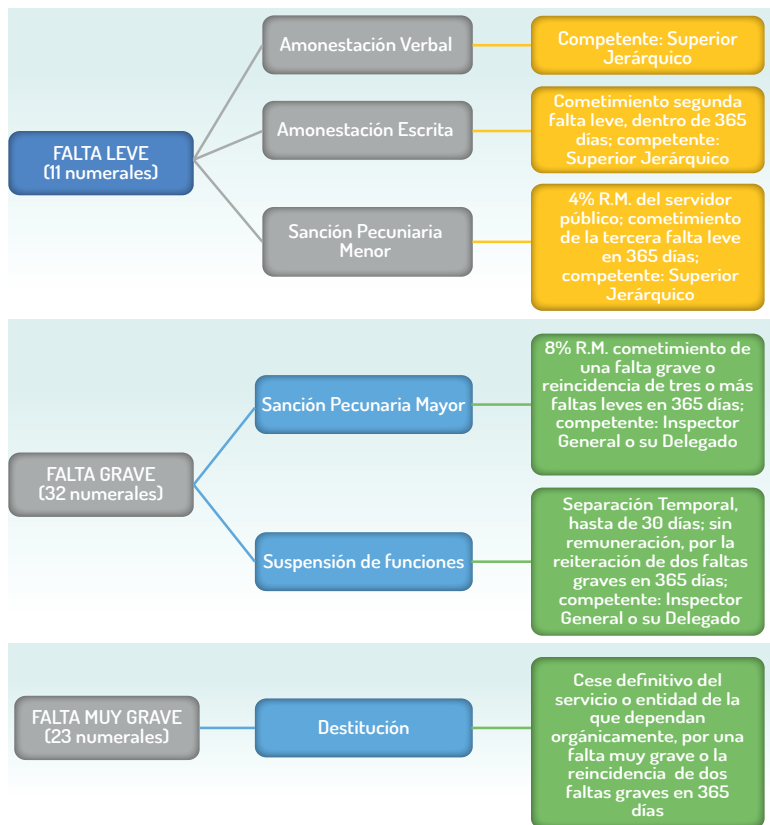 FALTA LEVE
(11 numerales)
Amonestación Verbal
Competente: Superior
Jerárquico
Amonestación Escrita
Cometimiento segunda
falta leve, dentro de 365
días; competente:
Superior Jerárquico
Sanción Pecuniaria
Menor
4% R.M. del servidor
público; cometimiento
de la tercera falta leve
en 365 días;
competente: Superior
Jerárquico
FALTA GRAVE
(32 numerales)
Sanción Pecunaria Mayor
8% R.M. cometimiento de
una falta grave o
reincidencia de tres o más
faltas leves en 365 días;
competente: Inspector
General o su Delegado
Suspensión de funciones
Separación Temporal,
hasta de 30 días; sin
remuneración, por la
reiteración de dos faltas
graves en 365 días;
competente: Inspector
General o su Delegado
FALTA MUY GRAVE
(23 numerales)
Destitución
Cese definitivo del
servicio o entidad de la
que dependan
orgánicamente, por una
falta muy grave o la
reincidencia de dos
faltas graves en 365
días